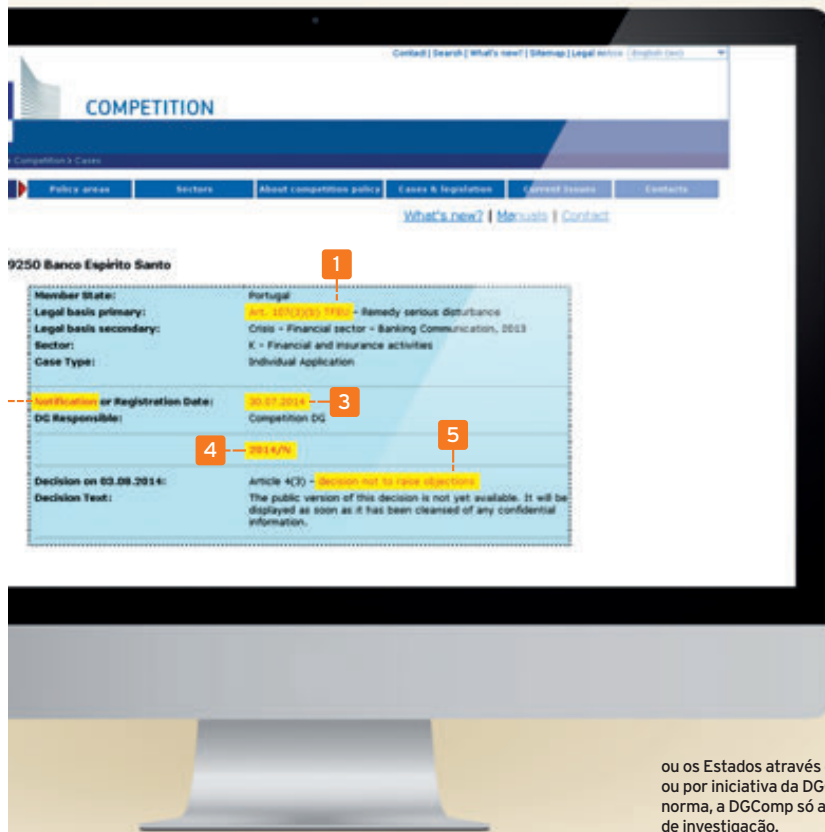 Contact | Search | What's new? | Sitemap | Legal notice | English (en)
COMPETITION
Competition > Cases
Policy areas Sectors About competition policy Cases & legislation Current issues Contacts
What's new? | Manuals | Contact
9250 Banco Espirito Santo
1
Member State: Portugal
Legal basis primary: Art. 107(3)(b) TFEU - Remedy serious disturbance
Legal basis secondary: Crisis - Financial sector - Banking Communication, 2013
Sector: K - Financial and insurance activities
Case Type: Individual Application
Notification or Registration Date: 30.07.2014 3
DG Responsible: Competition DG
4 2014/N 5
Decision on 03.08.2014: Article 4(3) - decision not to raise objections
Decision Text: The public version of this decision is not yet available. It will be
displayed as soon as it has been cleansed of any confidential
information.
ou os Estados através
ou por iniciativa da DG
norma, a DGComp só a
de investigação.